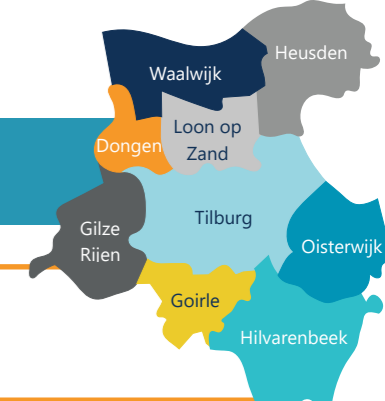 Heusden
Waalwijk
Loon op
Zand
Dongen
Tilburg
Gilze
Rijen
Oisterwijk
Goirle
Hilvarenbeek